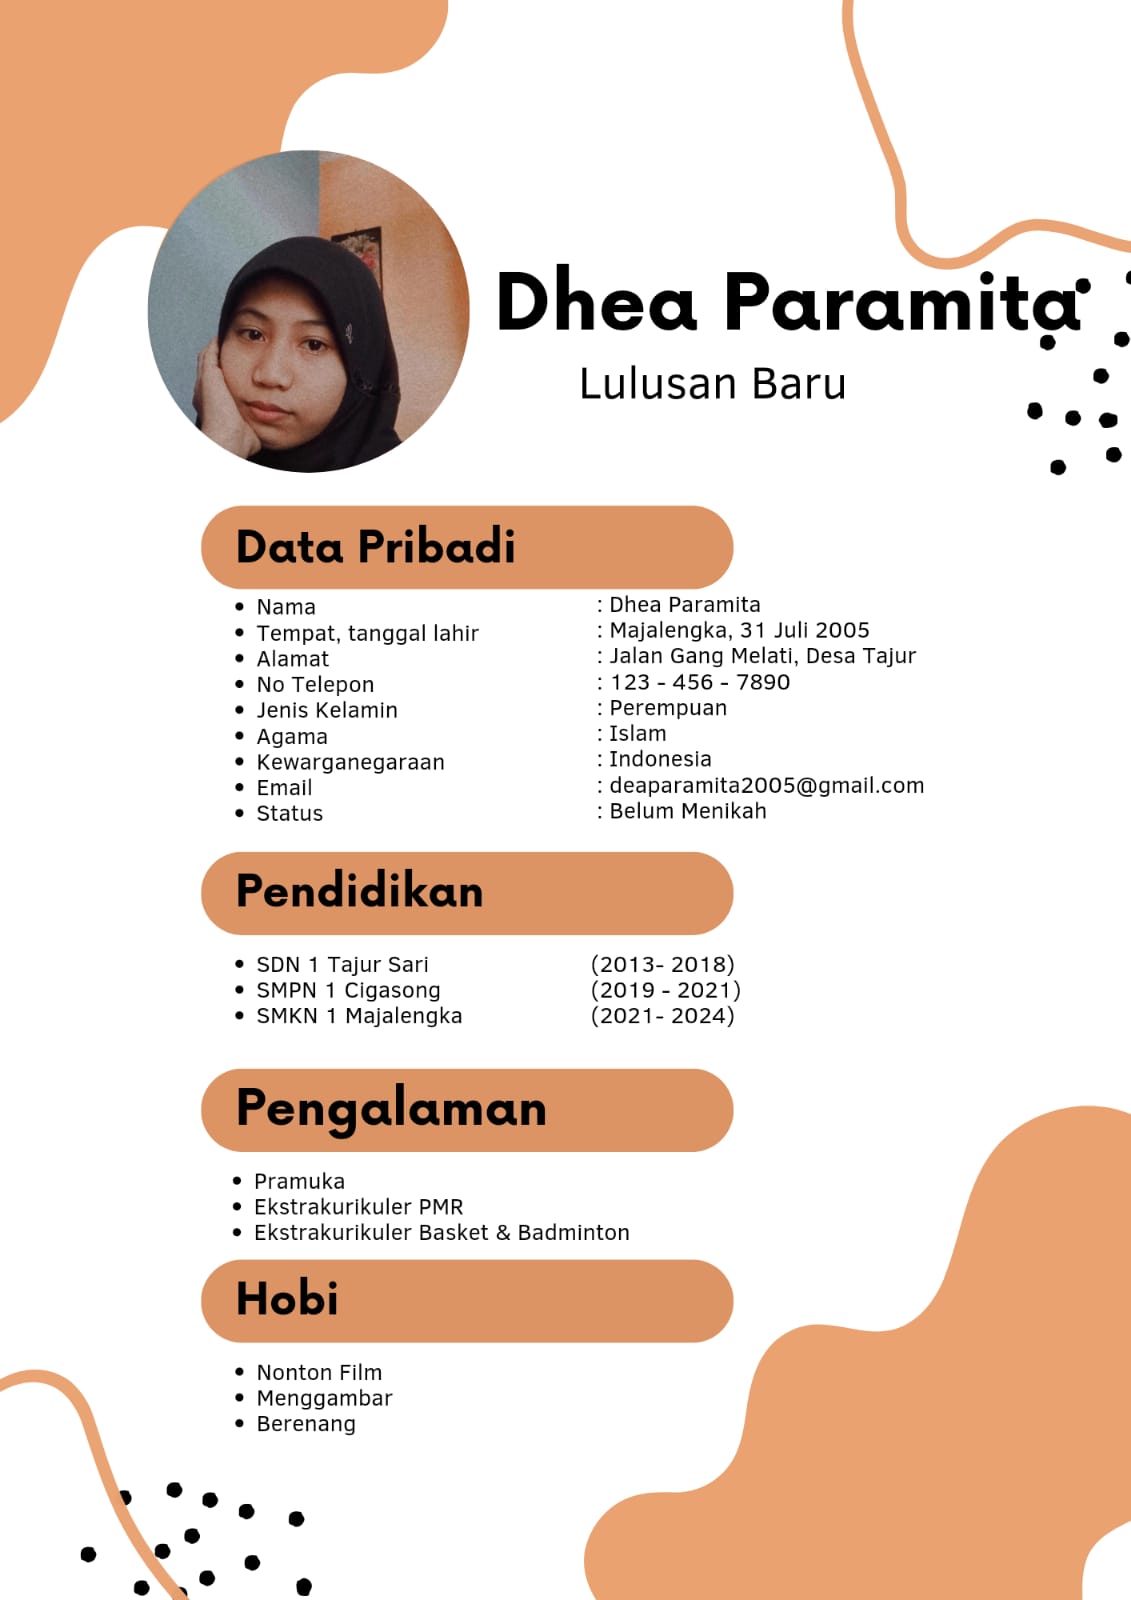 Dhea Paramita
Lulusan Baru
Data Pribadi
• Nama : Dhea Paramita
• Tempat, tanggal lahir : Majalengka, 31 Juli 2005
• Alamat : Jalan Gang Melati, Desa Tajur
• No Telepon : 123 - 456 - 7890
• Jenis Kelamin : Perempuan
• Agama : Islam
• Kewarganegaraan : Indonesia
• Email : deaparamita2005@gmail.com
• Status : Belum Menikah
Pendidikan
• SDN 1 Tajur Sari (2013- 2018)
• SMPN 1 Cigasong (2019 - 2021)
• SMKN 1 Majalengka (2021- 2024)
Pengalaman
• Pramuka
• Ekstrakurikuler PMR
• Ekstrakurikuler Basket & Badminton
Hobi
• Nonton Film
• Menggambar
• Berenang